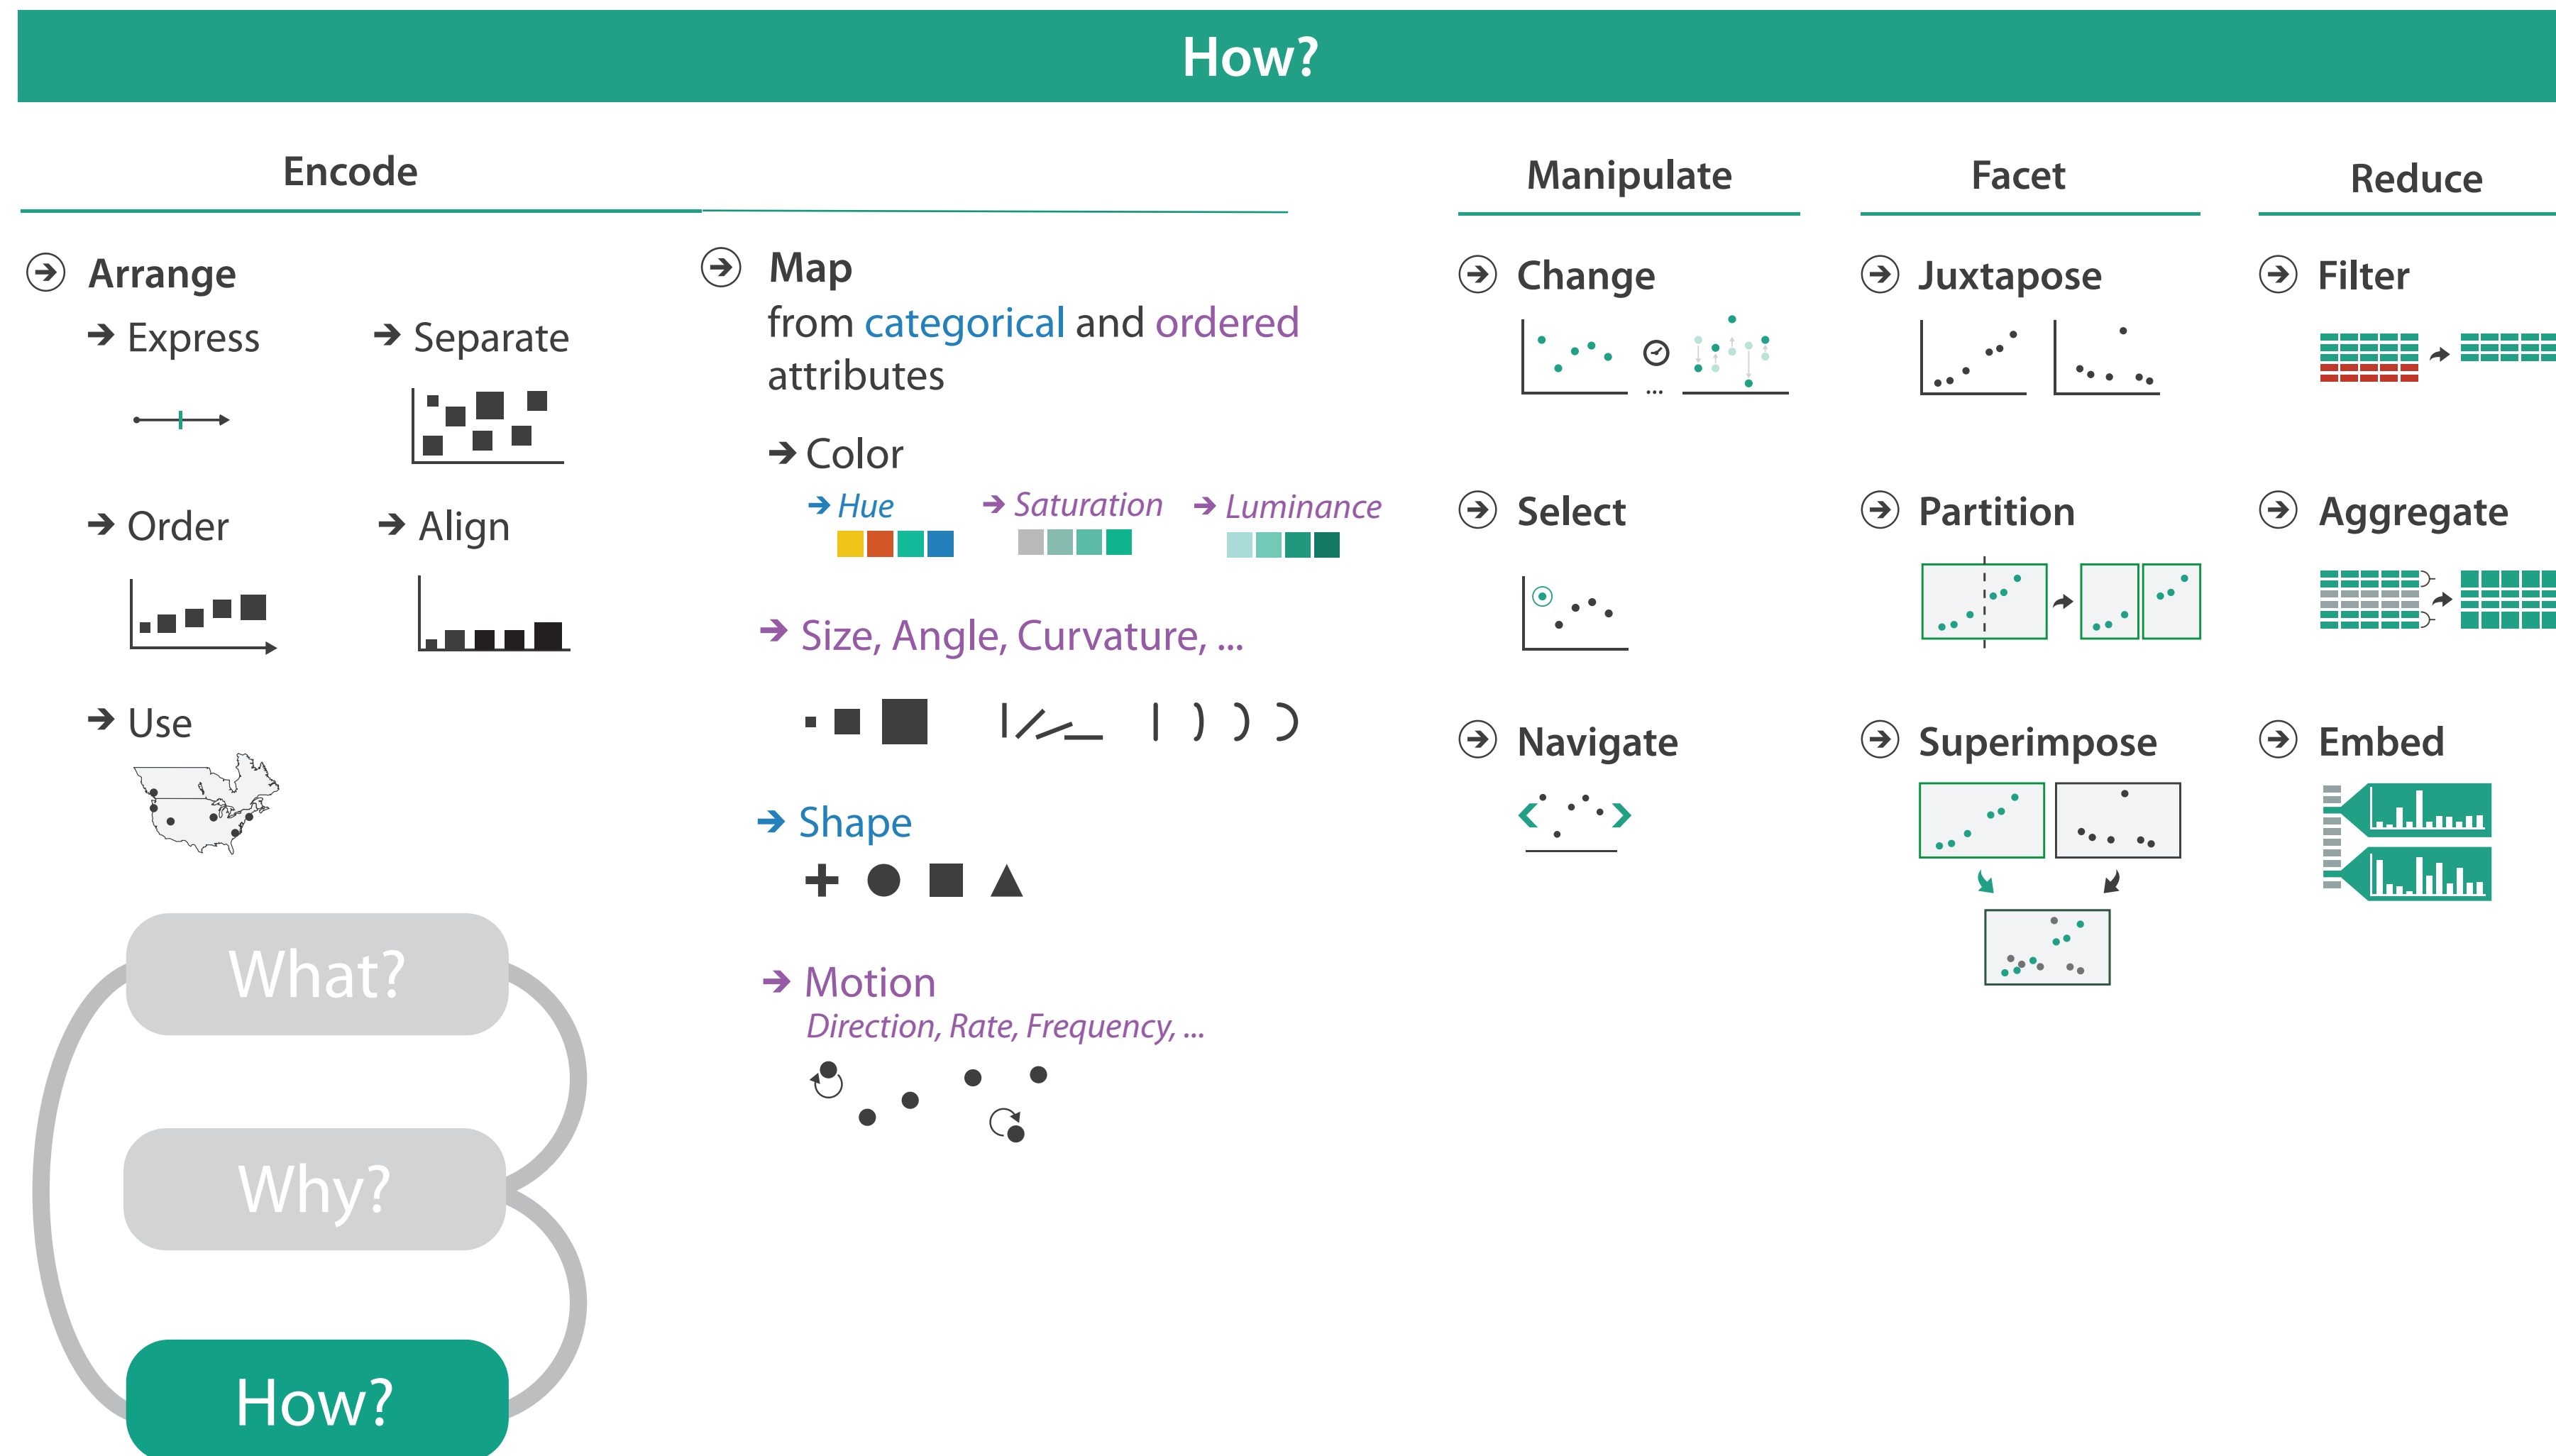 How?
Encode
Arrange
Express
Separate
Order
Align
Use
What?
Why?
How?
Map
from categorical and ordered
attributes
Color
Hue
Saturation
Luminance
Size, Angle, Curvature, ...
Shape
Motion
Direction, Rate, Frequency, ...
Manipulate
Change
...
Select
Navigate
Facet
Juxtapose
Partition
Superimpose
Reduce
Filter
Aggregate
Embed